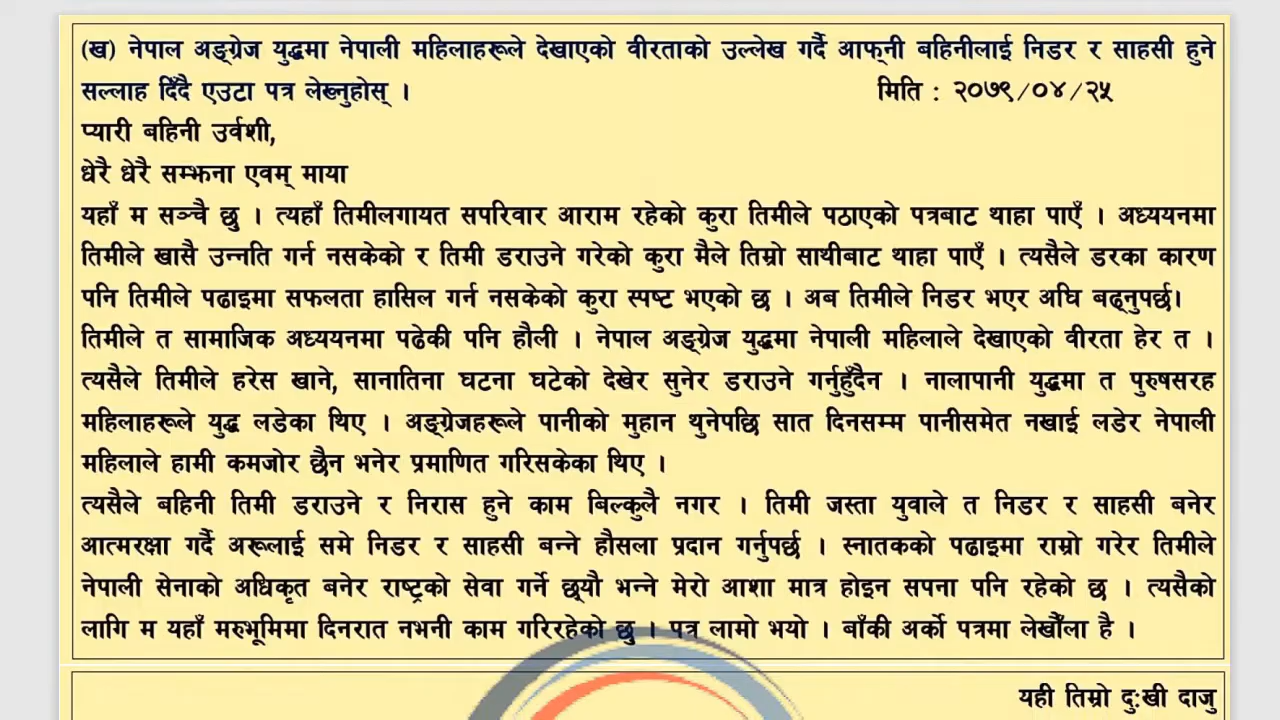 (ख) नेपाल अङ्ग्रेज युद्धमा नेपाली महिलाहरूले देखाएको वीरताको उल्लेख गर्दै आफ्नी बहिनीलाई निडर र साहसी हुने
सल्लाह दिँदै एउटा पत्र लेख्नुहोस् । मिति : २०७९/०४/२५
प्यारी बहिनी उर्वशी,
धेरै धेरै सम्झना एवम् माया
यहाँ म सञ्चै छु । त्यहाँ तिमीलगायत सपरिवार आराम रहेको कुरा तिमीले पठाएको पत्रबाट थाहा पाएँ । अध्ययनमा
तिमीले खासै उन्नति गर्न नसकेको र तिमी डराउने गरेको कुरा मैले तिम्रो साथीबाट थाहा पाएँ । त्यसैले डरका कारण
पनि तिमीले पढाइमा सफलता हासिल गर्न नसकेको कुरा स्पष्ट भएको छ । अब तिमीले निडर भएर अघि बढ्नुपर्छ।
तिमीले त सामाजिक अध्ययनमा पढेकी पनि हौली । नेपाल अङ्ग्रेज युद्धमा नेपाली महिलाले देखाएको वीरता हेर त ।
त्यसैले तिमीले हरेस खाने, सानातिना घटना घटेको देखेर सुनेर डराउने गर्नुहुँदैन । नालापानी युद्धमा त पुरुषसरह
महिलाहरूले युद्ध लडेका थिए । अङ्ग्रेजहरूले पानीको मुहान थुनेपछि सात दिनसम्म पानीसमेत नखाई लडेर नेपाली
महिलाले हामी कमजोर छैन भनेर प्रमाणित गरिसकेका थिए ।
त्यसैले बहिनी तिमी डराउने र निरास हुने काम बिल्कुलै नगर । तिमी जस्ता युवाले त निडर र साहसी बनेर
आत्मरक्षा गर्दै अरूलाई समे निडर र साहसी बन्ने हौसला प्रदान गर्नुपर्छ । स्नातकको पढाइमा राम्रो गरेर तिमीले
नेपाली सेनाको अधिकृत बनेर राष्ट्रको सेवा गर्ने छ्यौ भन्ने मेरो आशा मात्र होइन सपना पनि रहेको छ । त्यसैको
लागि म यहाँ मरुभूमिमा दिनरात नभनी काम गरिरहेको छु । पत्र लामो भयो । बाँकी अर्को पत्रमा लेखौँला है ।
यही तिम्रो दुःखी दाजु